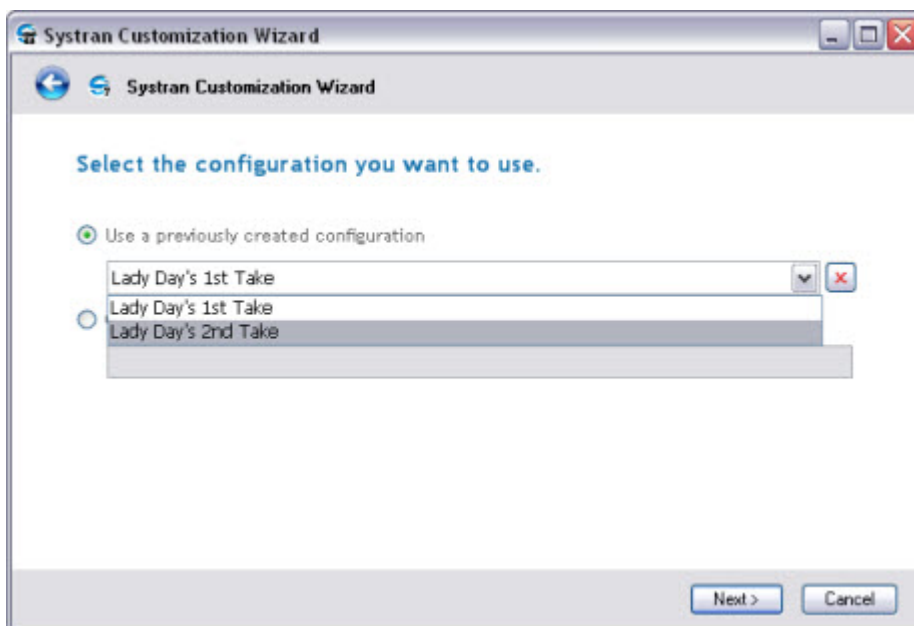 Systran Customization Wizard
Systran Customization Wizard
Select the configuration you want to use.
Use a previously created configuration
Lady Day's 1st Take
Lady Day's 1st Take
Lady Day's 2nd Take
Next >
Cancel